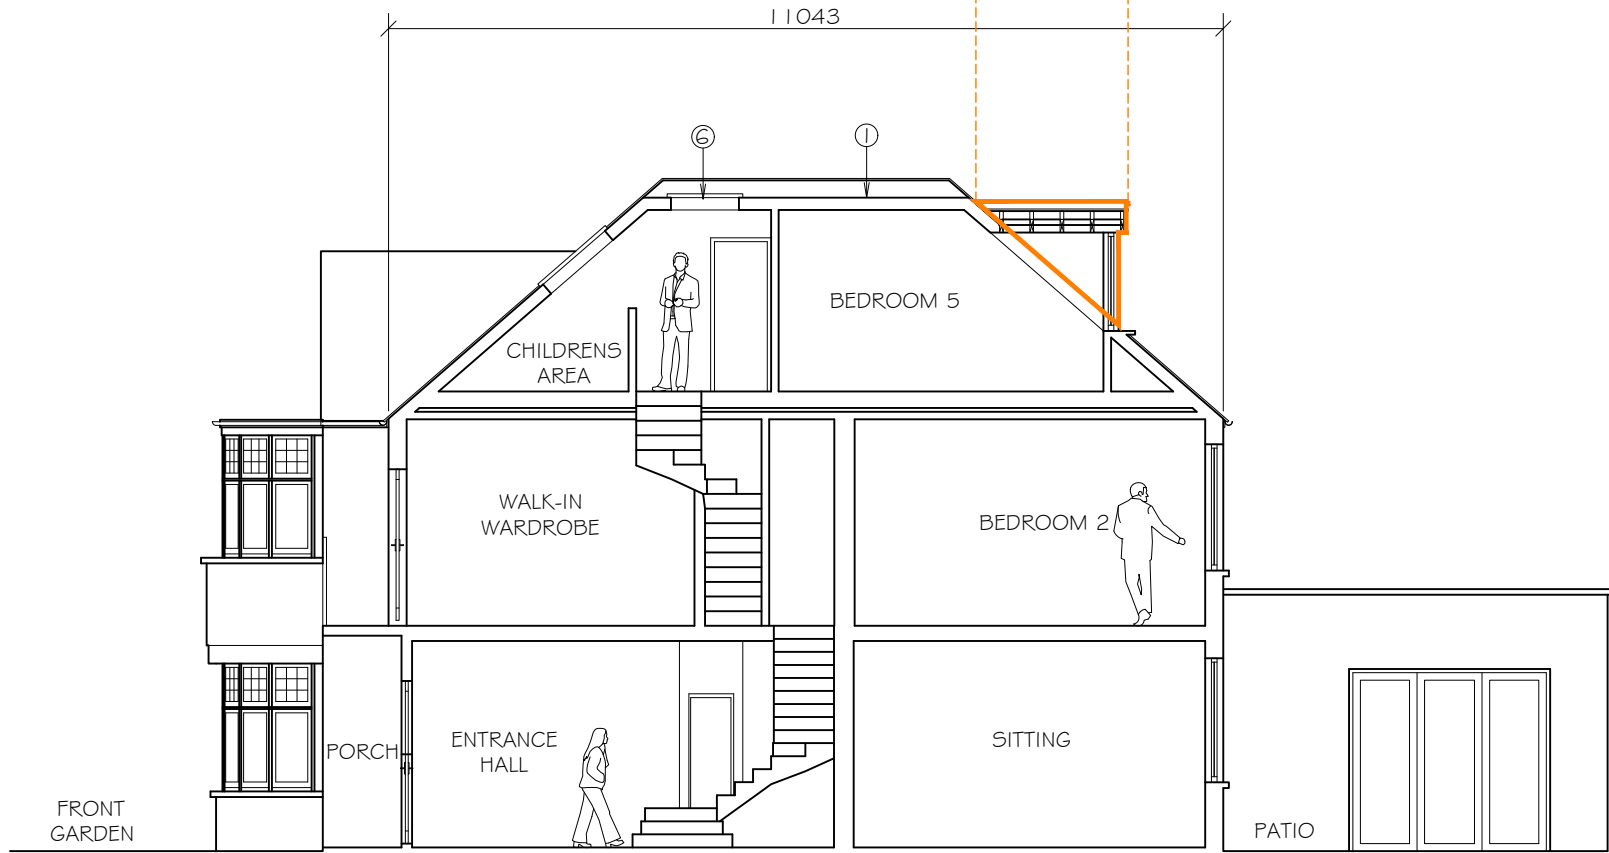 11043
6
1
BEDROOM 5
CHILDRENS
AREA
WALK-IN
WARDROBE
BEDROOM 2
PORCH
ENTRANCE
HALL
SITTING
FRONT
GARDEN
PATIO